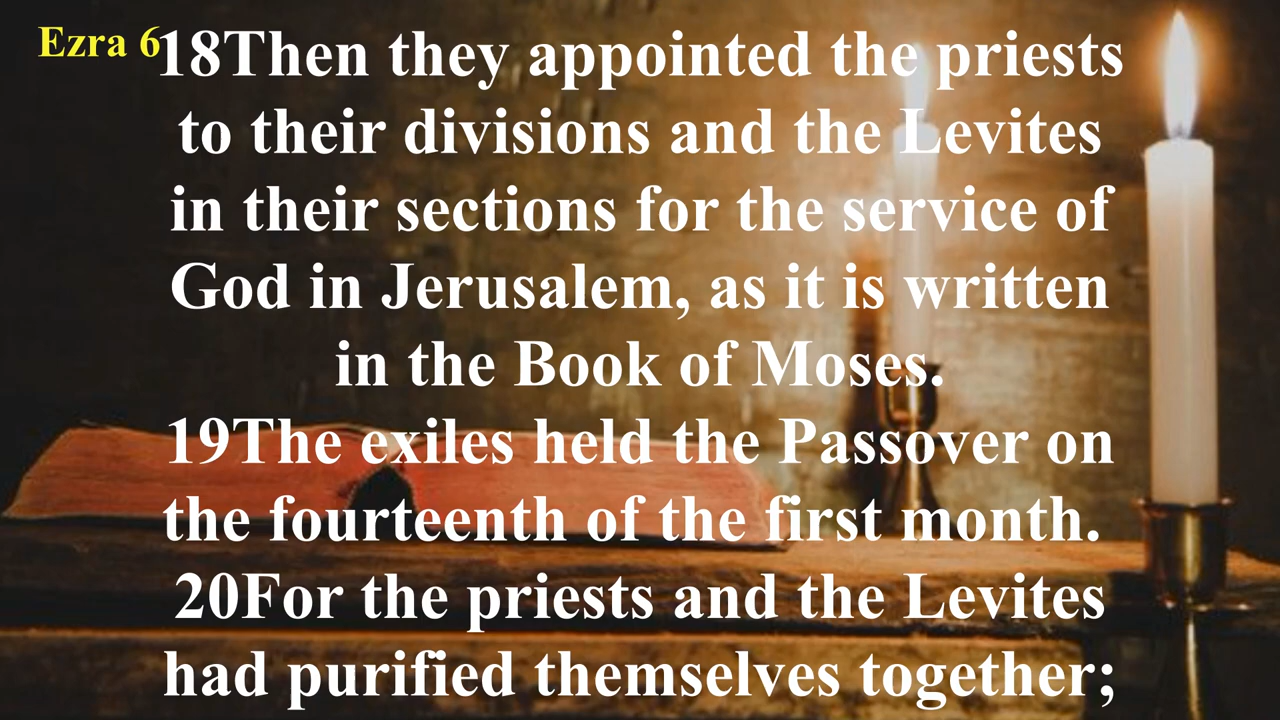 Ezra 6
18Then they appointed the priests
to their divisions and the Levites
in their sections for the service of
God in Jerusalem, as it is written
in the Book of Moses.
19The exiles held the Passover on
the fourteenth of the first month.
20For the priests and the Levites
had purified themselves together;